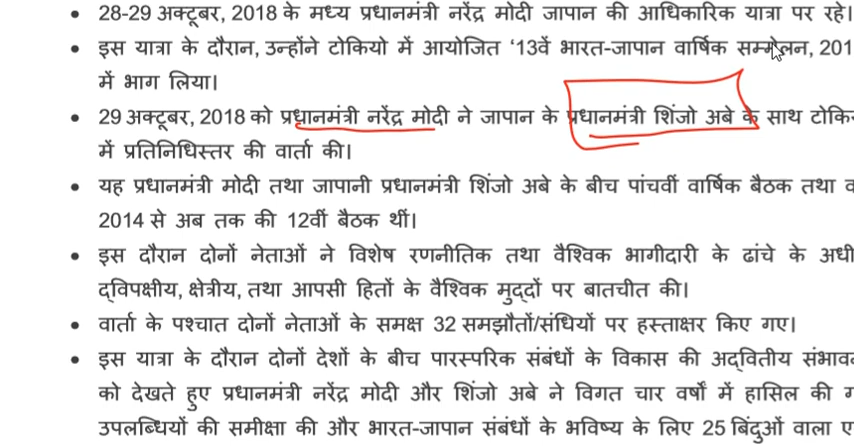 • 28-29 अक्टूबर, 2018 के मध्य प्रधानमंत्री नरेंद्र मोदी जापान की आधिकारिक यात्रा पर रहे।
• इस यात्रा के दौरान, उन्होंने टोकियो में आयोजित ‘13वें भारत-जापान वार्षिक सम्मेलन, 201
में भाग लिया।
• 29 अक्टूबर, 2018 को प्रधानमंत्री नरेंद्र मोदी ने जापान के प्रधानमंत्री शिंजो अबे के साथ
में प्रतिनिधिस्तर की वार्ता की।
• यह प्रधानमंत्री मोदी तथा जापानी प्रधानमंत्री शिंजो अबे के बीच पांचवीं वार्षिक बैठक तथा
2014 से अब तक की 12वीं बैठक थीं।
• इस दौरान दोनों नेताओं ने विशेष रणनीतिक तथा वैश्विक भागीदारी के ढांचे के
द्विपक्षीय, क्षेत्रीय, तथा आपसी हितों के वैश्विक मुद्दों पर बातचीत की।
• वार्ता के पश्चात दोनों नेताओं के समक्ष 32 समझौतों/संधियों पर हस्ताक्षर किए गए।
• इस यात्रा के दौरान दोनों देशों के बीच पारस्परिक संबंधों के विकास की अद्वितीय
को देखते हुए प्रधानमंत्री नरेंद्र मोदी और शिंजो अबे ने विगत चार वर्षों में हासिल की
उपलब्धियों की समीक्षा की और भारत-जापान संबंधों के भविष्य के लिए 25 बिंदुओं वाला